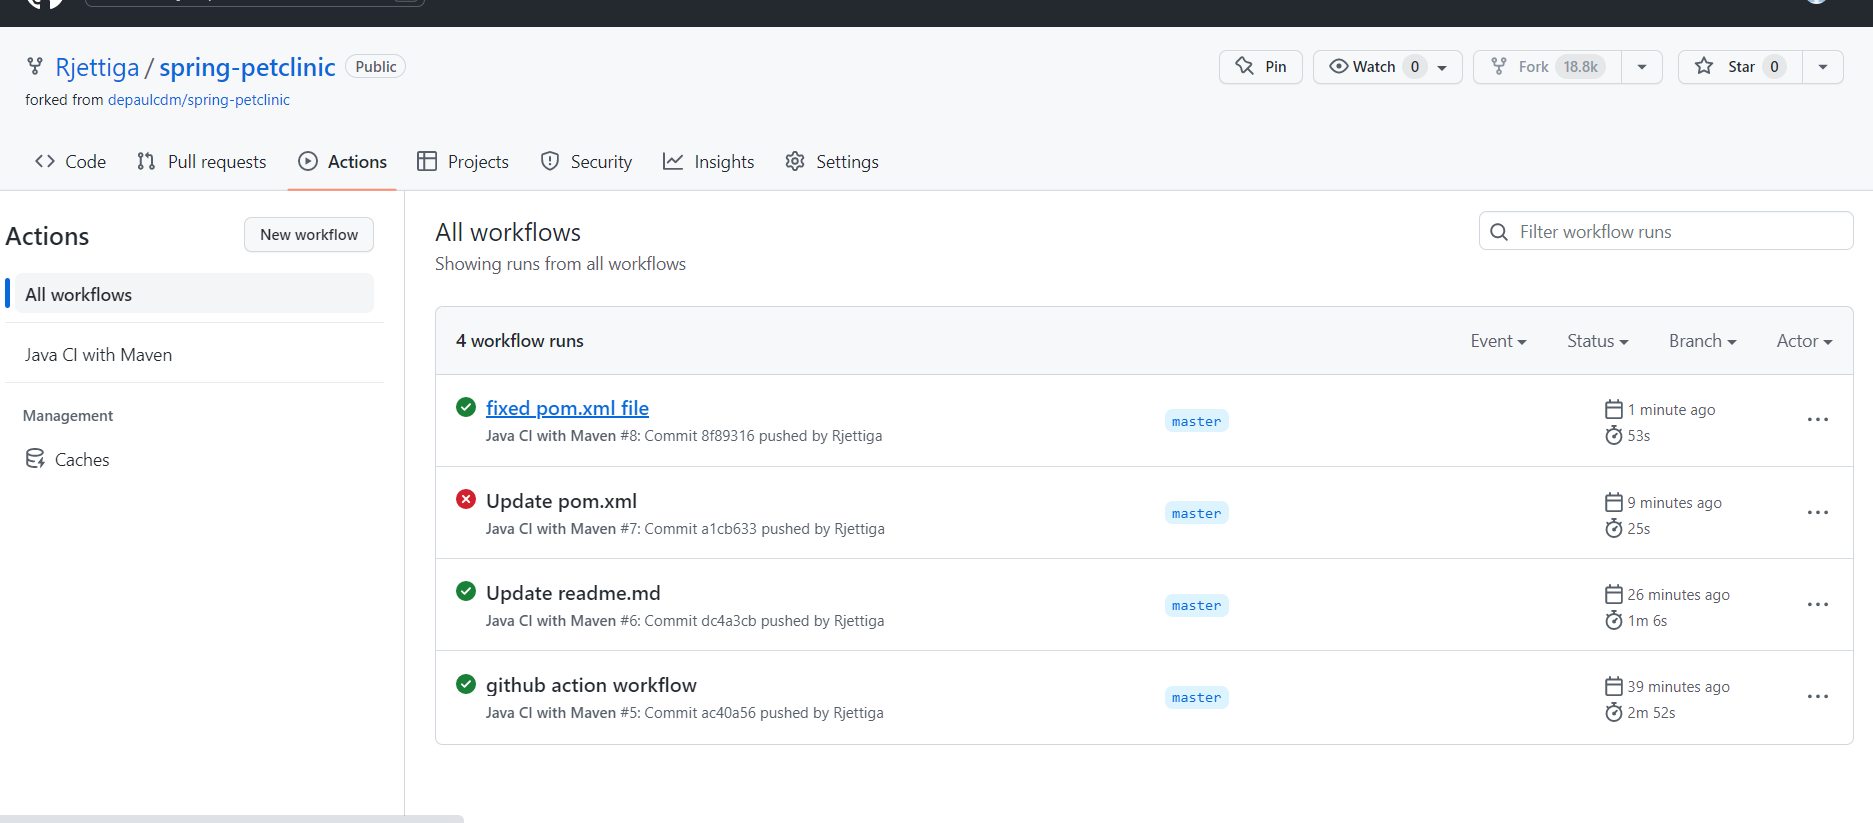 Rjettiga / spring-petclinic Public
Pin
Watch 0
Fork 18.8k
Star 0
forked from depaulcdm/spring-petclinic
Code
Pull requests
Actions
Projects
Security
Insights
Settings
Actions
New workflow
All workflows
Java CI with Maven
Management
Caches
All workflows
Showing runs from all workflows
Filter workflow runs
4 workflow runs
Event
Status
Branch
Actor
fixed pom.xml file
Java CI with Maven #8: Commit 8f89316 pushed by Rjettiga
master
1 minute ago
53s
Update pom.xml
Java CI with Maven #7: Commit a1cb633 pushed by Rjettiga
master
9 minutes ago
25s
Update readme.md
Java CI with Maven #6: Commit dc4a3cb pushed by Rjettiga
master
26 minutes ago
1m 6s
github action workflow
Java CI with Maven #5: Commit ac40a56 pushed by Rjettiga
master
39 minutes ago
2m 52s